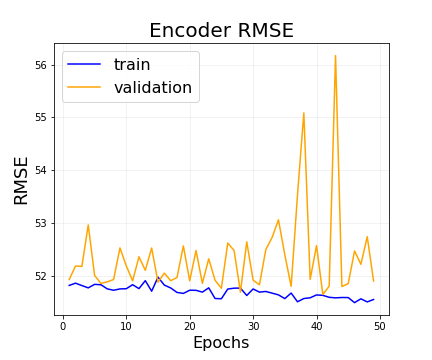 Encoder RMSE
train
validation
56
55
54
53
52
RMSE
0 10 20 30 40 50
Epochs